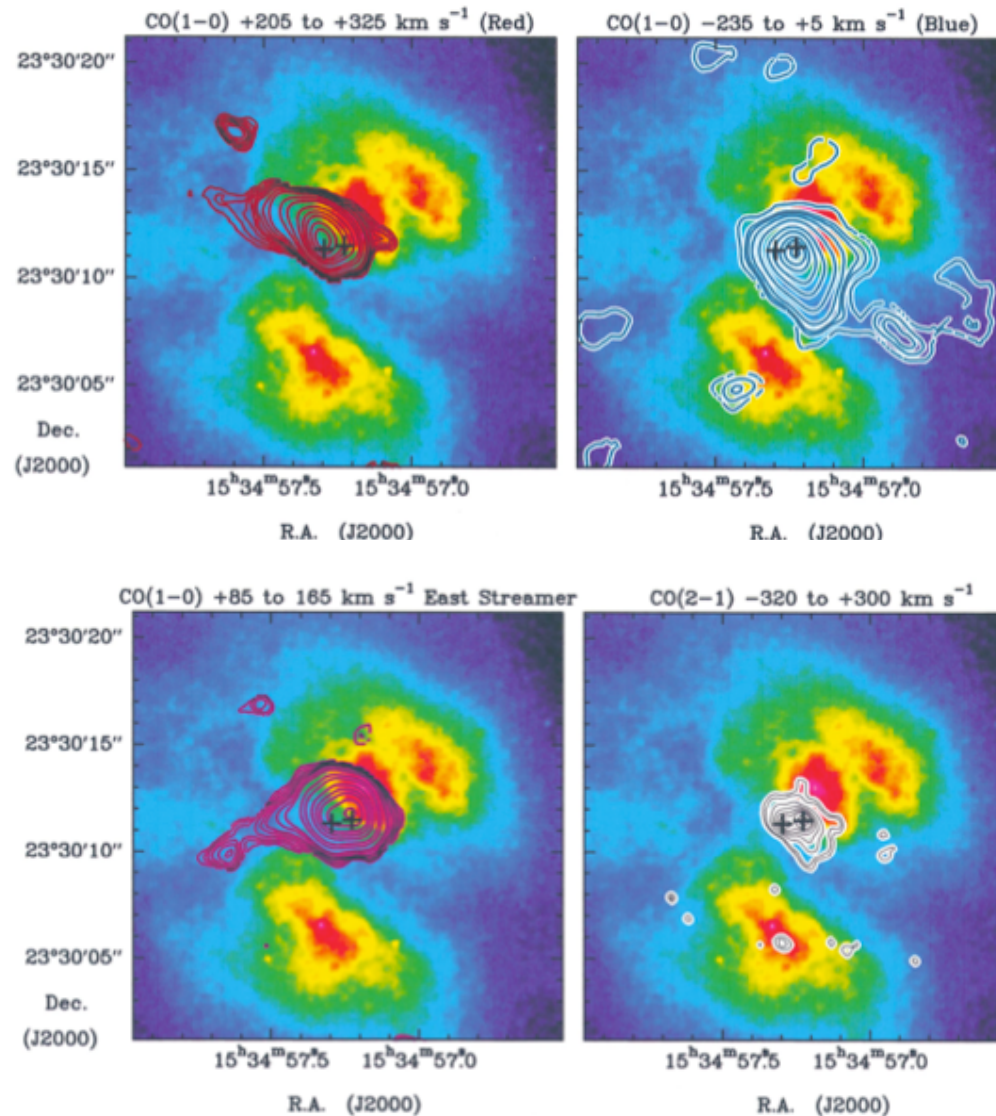 CO(1-0) +205 to +325 km s⁻¹ (Red)
CO(1-0) -235 to +5 km s⁻¹ (Blue)
23°30'20"
23°30'15"
23°30'10"
23°30'05"
Dec.
(J2000)
15ʰ34ᵐ57ˢ.5 15ʰ34ᵐ57ˢ.0
15ʰ34ᵐ57ˢ.5 15ʰ34ᵐ57ˢ.0
R.A. (J2000)
R.A. (J2000)
CO(1-0) +85 to 165 km s⁻¹ East Streamer
CO(2-1) -320 to +300 km s⁻¹
23°30'20"
23°30'15"
23°30'10"
23°30'05"
Dec.
(J2000)
15ʰ34ᵐ57ˢ.5 15ʰ34ᵐ57ˢ.0
15ʰ34ᵐ57ˢ.5 15ʰ34ᵐ57ˢ.0
R.A. (J2000)
R.A. (J2000)